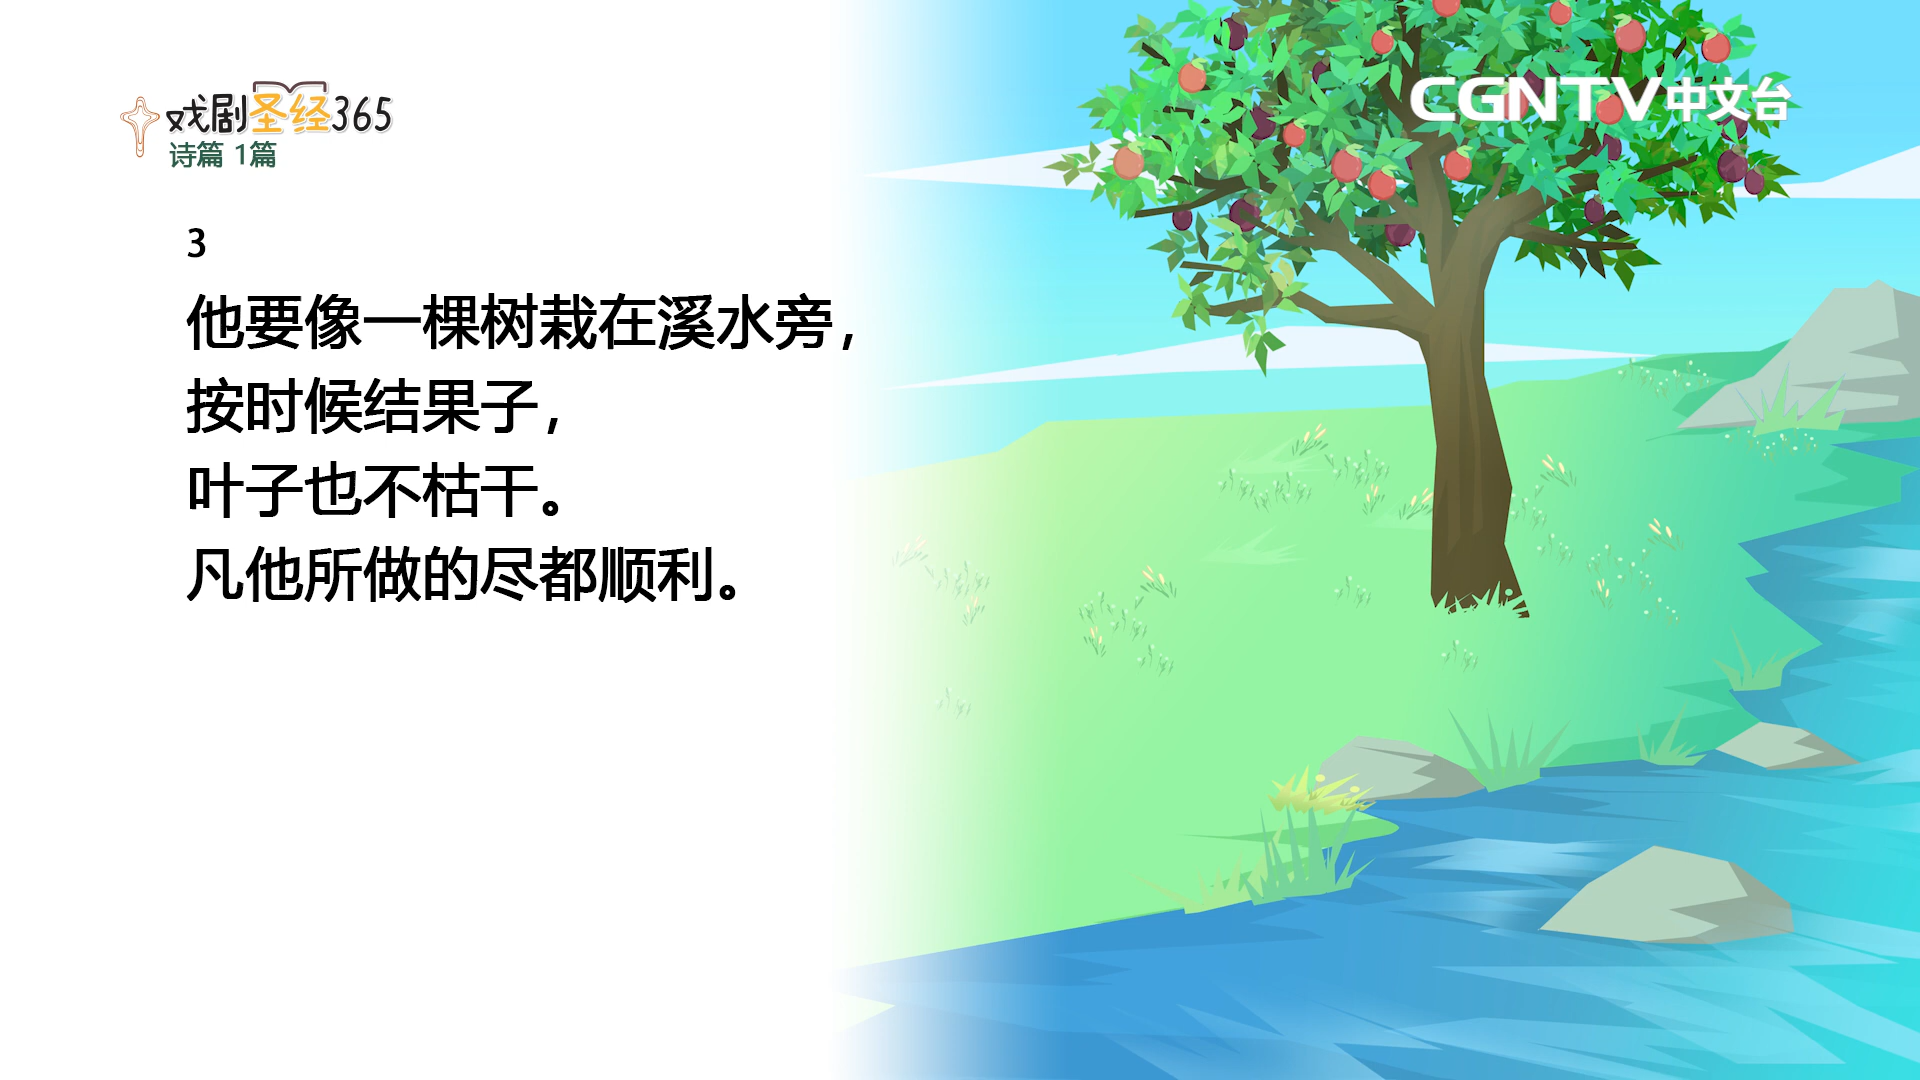 戏剧圣经365
诗篇 1篇
CGNTV中文台
3
他要像一棵树栽在溪水旁，
按时候结果子，
叶子也不枯干。
凡他所做的尽都顺利。